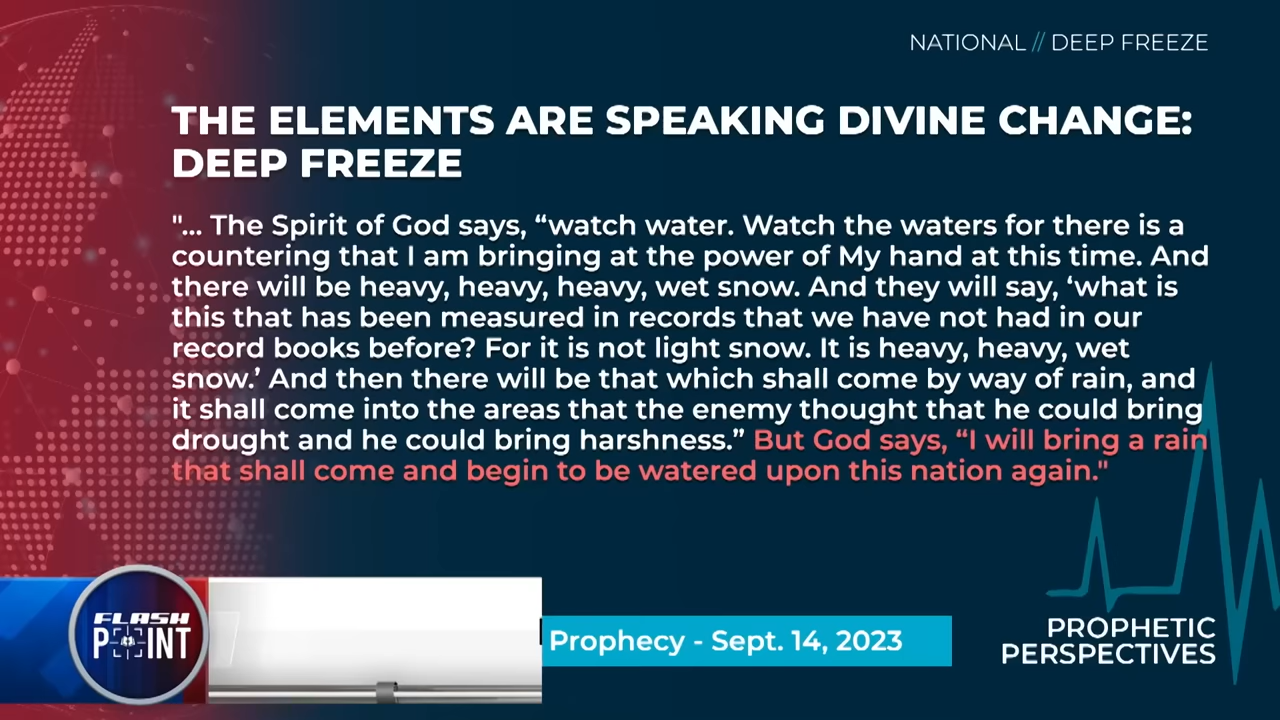 NATIONAL // DEEP FREEZE
THE ELEMENTS ARE SPEAKING DIVINE CHANGE:
DEEP FREEZE
"... The Spirit of God says, “watch water. Watch the waters for there is a
countering that I am bringing at the power of My hand at this time. And
there will be heavy, heavy, heavy, wet snow. And they will say, ‘what is
this that has been measured in records that we have not had in our
record books before? For it is not light snow. It is heavy, heavy, wet
snow.’ And then there will be that which shall come by way of rain, and
it shall come into the areas that the enemy thought that he could bring
drought and he could bring harshness.” But God says, “I will bring a rain
that shall come and begin to be watered upon this nation again."
FLASH
POINT
Prophecy - Sept. 14, 2023
PROPHETIC
PERSPECTIVES